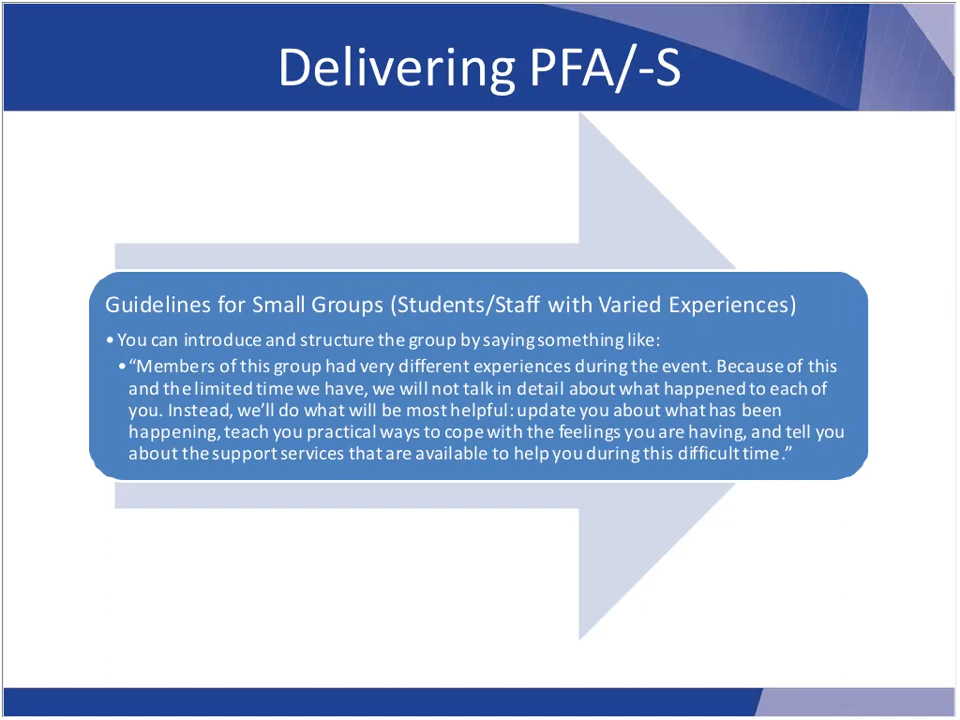 Delivering PFA/-S
Guidelines for Small Groups (Students/Staff with Varied Experiences)
•You can introduce and structure the group by saying something like:
•“Members of this group had very different experiences during the event. Because of this
and the limited time we have, we will not talk in detail about what happened to each of
you. Instead, we’ll do what will be most helpful: update you about what has been
happening, teach you practical ways to cope with the feelings you are having, and tell you
about the support services that are available to help you during this difficult time.”